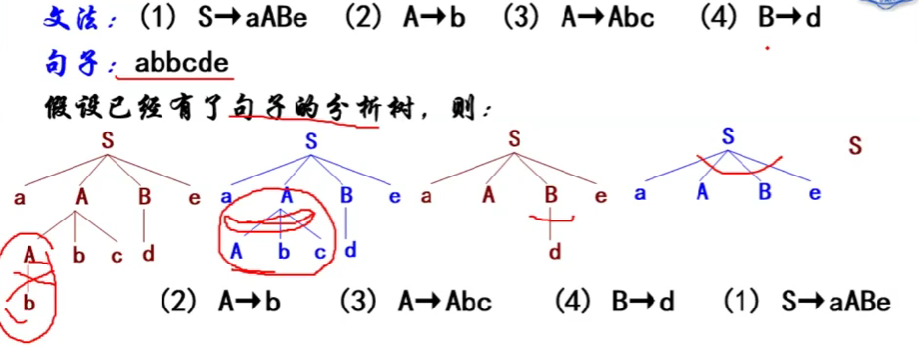 文法：(1) S→aABe (2) A→b (3) A→Abc (4) B→d
句子：abbcde
假设已经有了句子的分析树，则：
S S S S S
a A B e a A B e a A B e a A B e
A b c d A b c d d
b
(2) A→b (3) A→Abc (4) B→d (1) S→aABe